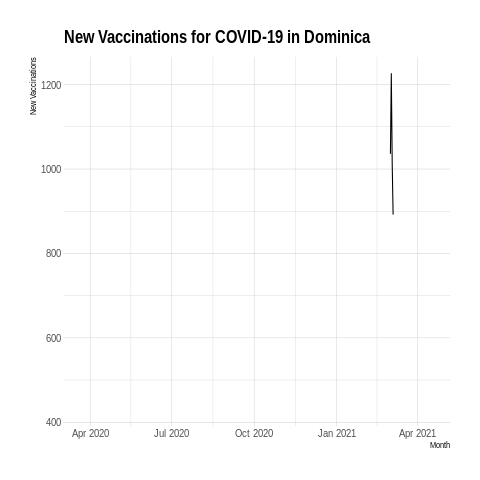 New Vaccinations for COVID-19 in Dominica
New Vaccinations
1200
1000
800
600
400
Apr 2020 Jul 2020 Oct 2020 Jan 2021 Apr 2021
Month